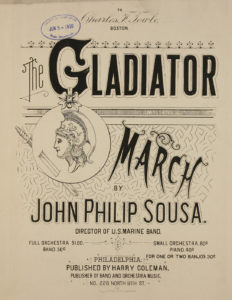 TO
Charles F. Towle.
BOSTON.
The GLADIATOR
MARCH
BY
JOHN PHILIP SOUSA.
DIRECTOR OF U.S. MARINE BAND.
FULL ORCHESTRA $1.00.
BAND. 50¢
SMALL ORCHESTRA. 80¢
PIANO. 40¢
FOR ONE OR TWO BANJOS. 30¢
PHILADELPHIA.
PUBLISHED BY HARRY COLEMAN.
PUBLISHER OF BAND AND ORCHESTRA MUSIC.
NO. 228 NORTH 9TH ST.